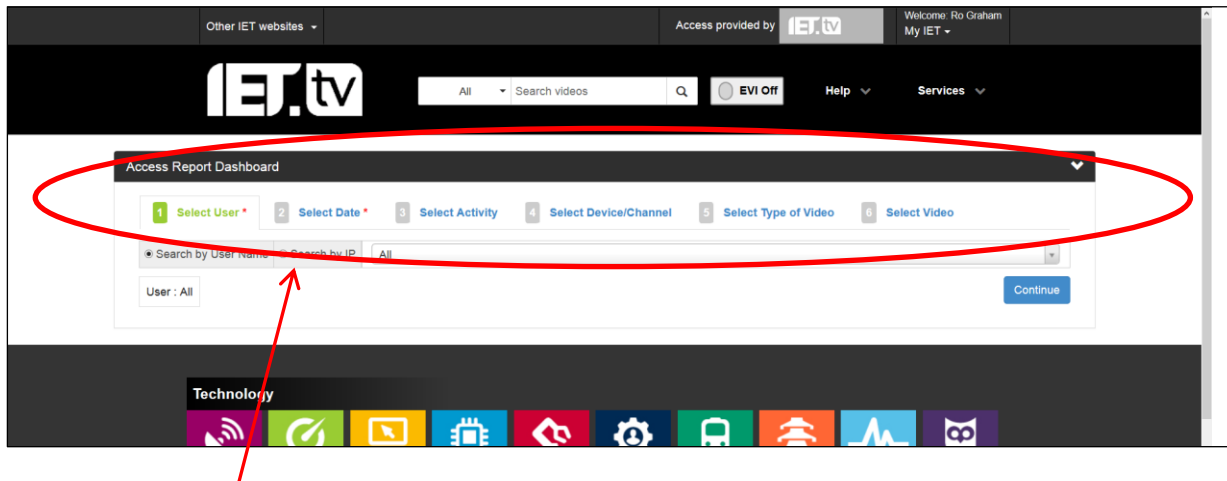 Other IET websites
Access provided by IET.tv
Welcome: Ro Graham
My IET
IET.tv
All Search videos EVI Off Help Services
Access Report Dashboard
1 Select User * 2 Select Date * 3 Select Activity 4 Select Device/Channel 5 Select Type of Video 6 Select Video
Search by User Name Search by IP All
User : All Continue
Technology